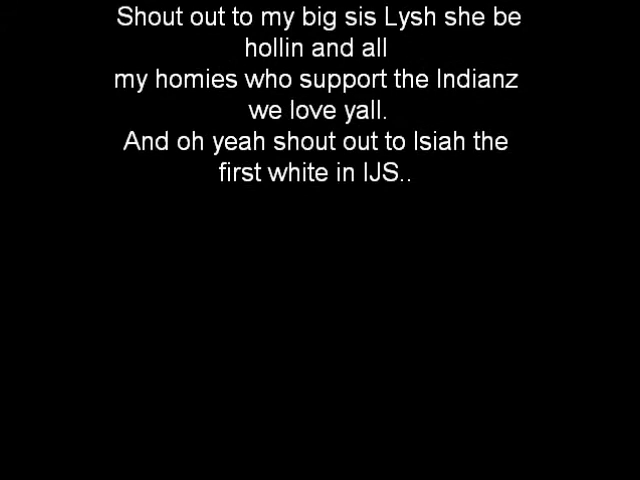 Shout out to my big sis Lysh she be
hollin and all
my homies who support the Indianz
we love yall.
And oh yeah shout out to Isiah the
first white in IJS..